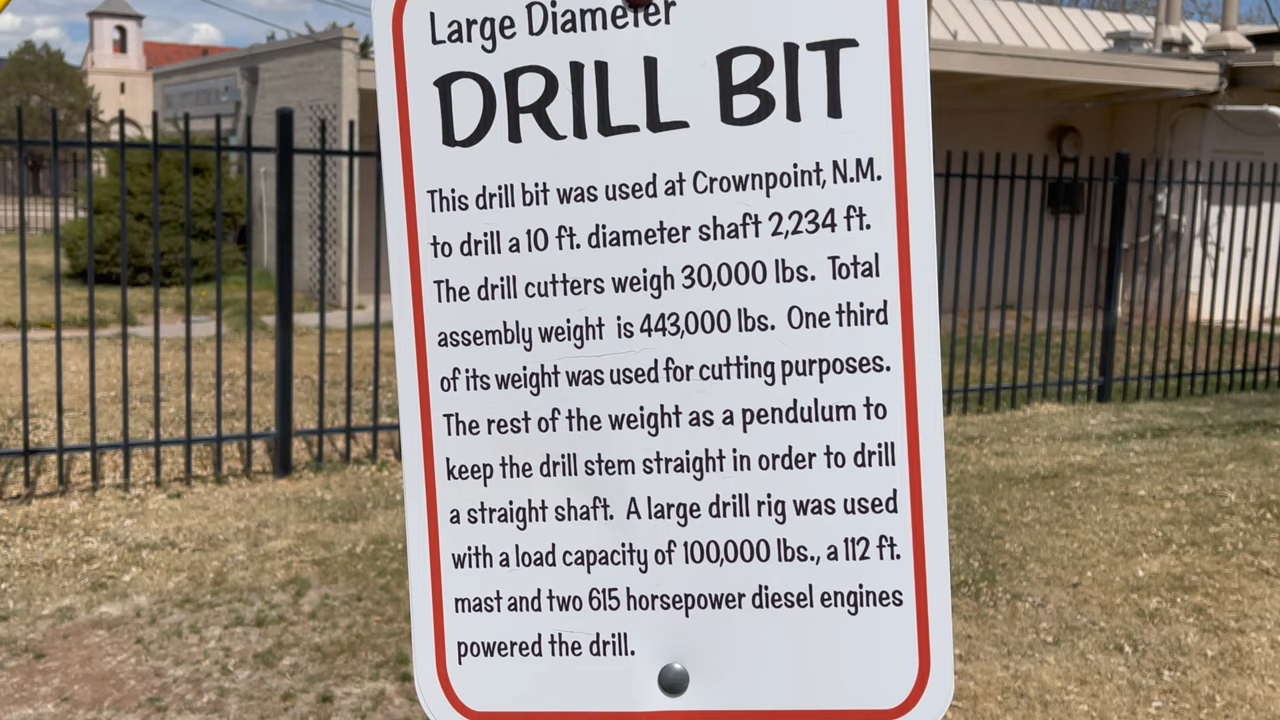 Large Diameter
DRILL BIT
This drill bit was used at Crownpoint, N.M.
to drill a 10 ft. diameter shaft 2,234 ft.
The drill cutters weigh 30,000 lbs. Total
assembly weight is 443,000 lbs. One third
of its weight was used for cutting purposes.
The rest of the weight as a pendulum to
keep the drill stem straight in order to drill
a straight shaft. A large drill rig was used
with a load capacity of 100,000 lbs., a 112 ft.
mast and two 615 horsepower diesel engines
powered the drill.